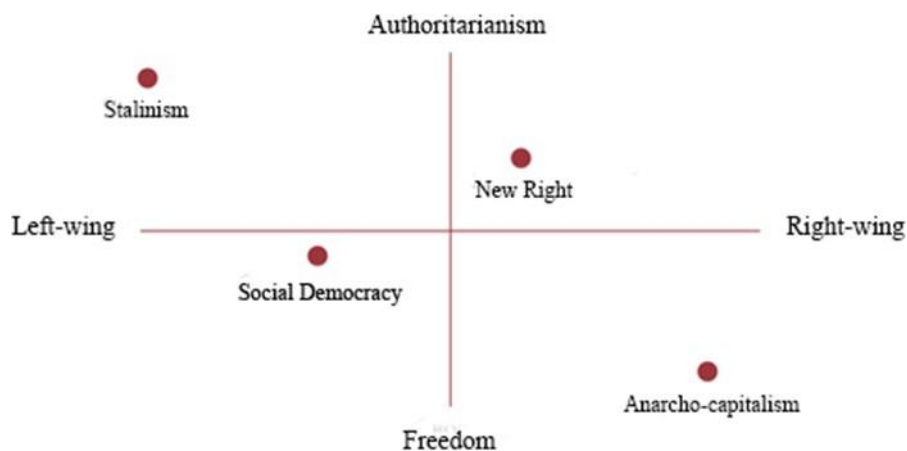 Authoritarianism
Stalinism
New Right
Left-wing
Right-wing
Social Democracy
Anarcho-capitalism
Freedom